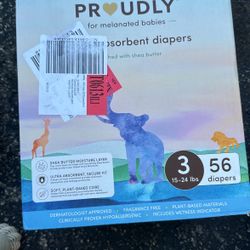 PROUDLY
for melanated babies
absorbent diapers
with shea butter
SHEA BUTTER MOISTURE LAYER
ULTRA ABSORBENT, SECURE FIT
SOFT, PLANT-BASED CORE
3
15-24 lbs
56
diapers
DERMATOLOGIST APPROVED • FRAGRANCE FREE • PLANT-BASED MATERIALS
CLINICALLY PROVEN HYPOALLERGENIC • INCLUDES WETNESS INDICATOR